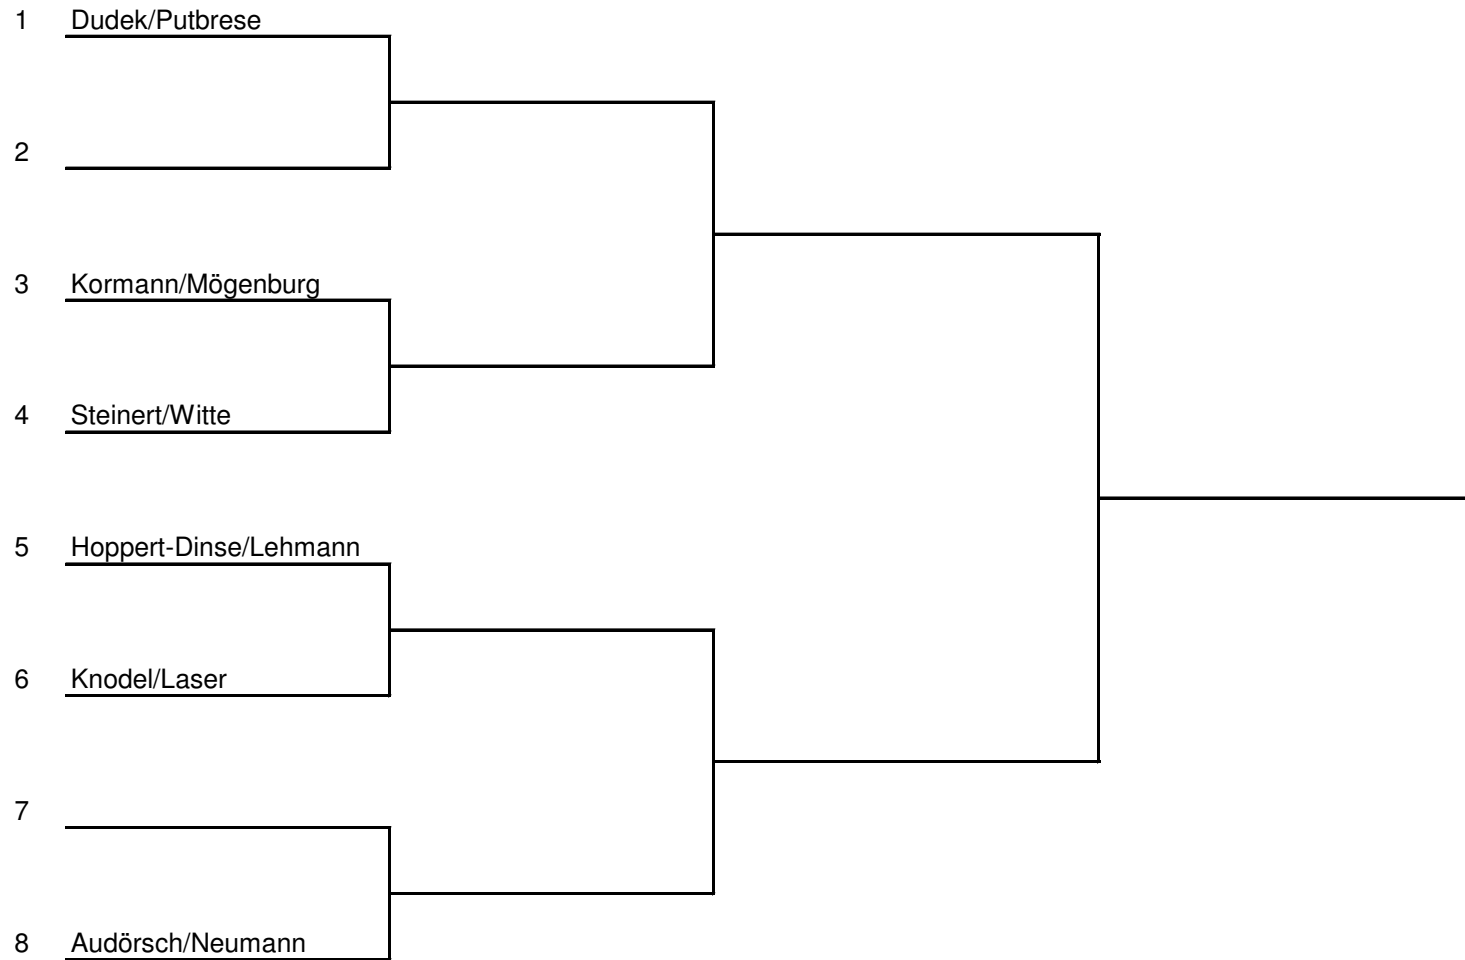 1 Dudek/Putbrese
2
3 Kormann/Mögenburg
4 Steinert/Witte
5 Hoppert-Dinse/Lehmann
6 Knodel/Laser
7
8 Audörsch/Neumann